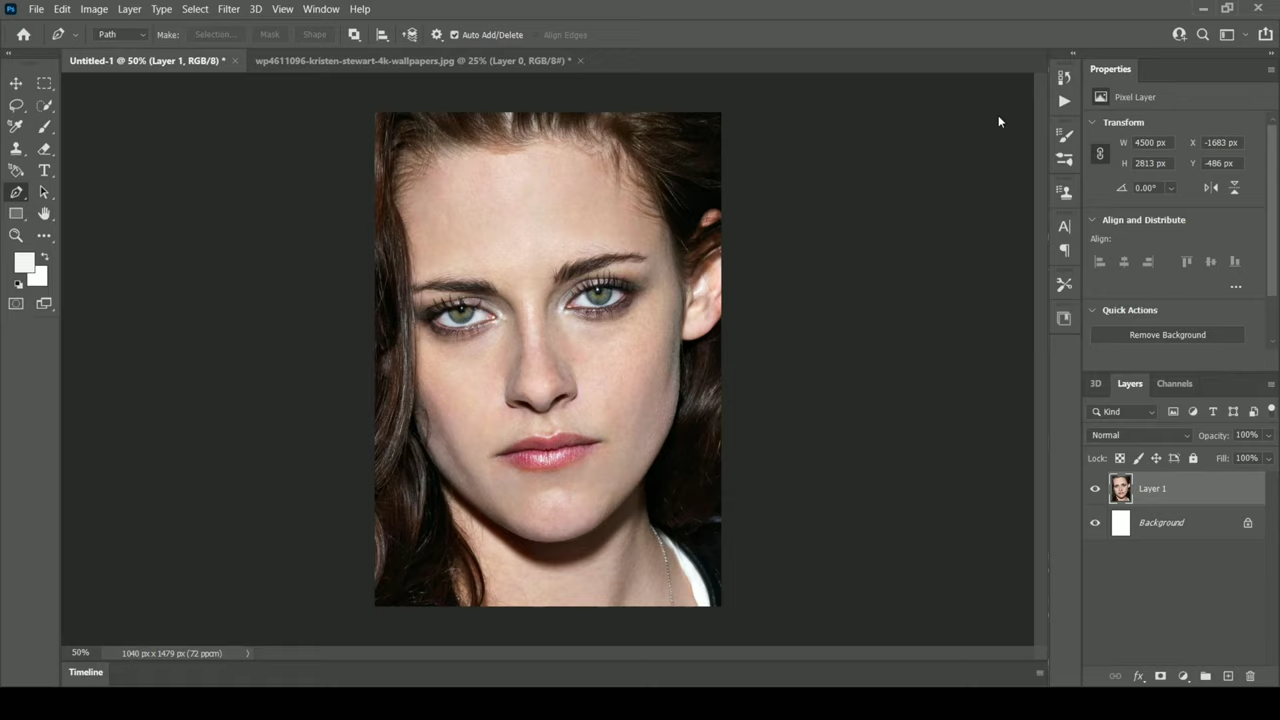 Ps File Edit Image Layer Type Select Filter 3D View Window Help
Path Make: Selection... Mask Shape Auto Add/Delete Align Edges
Untitled-1 @ 50% (Layer 1, RGB/8) * × wp4611096-kristen-stewart-4k-wallpapers.jpg @ 25% (Layer 0, RGB/8#) * ×
Properties
Pixel Layer
Transform
W 4500 px X -1683 px
H 2813 px Y -486 px
0.00°
Align and Distribute
Align:
Quick Actions
Remove Background
3D Layers Channels
Kind
Normal Opacity: 100%
Lock: Fill: 100%
Layer 1
Background
50% 1040 px x 1479 px (72 ppcm)
Timeline